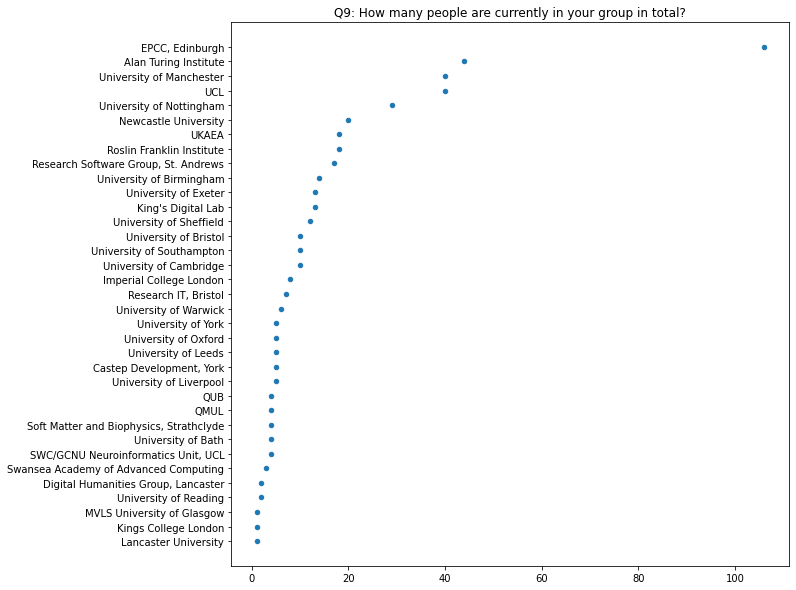 Q9: How many people are currently in your group in total?
EPCC, Edinburgh
Alan Turing Institute
University of Manchester
UCL
University of Nottingham
Newcastle University
UKAEA
Roslin Franklin Institute
Research Software Group, St. Andrews
University of Birmingham
University of Exeter
King's Digital Lab
University of Sheffield
University of Bristol
University of Southampton
University of Cambridge
Imperial College London
Research IT, Bristol
University of Warwick
University of York
University of Oxford
University of Leeds
Castep Development, York
University of Liverpool
QUB
QMUL
Soft Matter and Biophysics, Strathclyde
University of Bath
SWC/GCNU Neuroinformatics Unit, UCL
Swansea Academy of Advanced Computing
Digital Humanities Group, Lancaster
University of Reading
MVLS University of Glasgow
Kings College London
Lancaster University
0 20 40 60 80 100